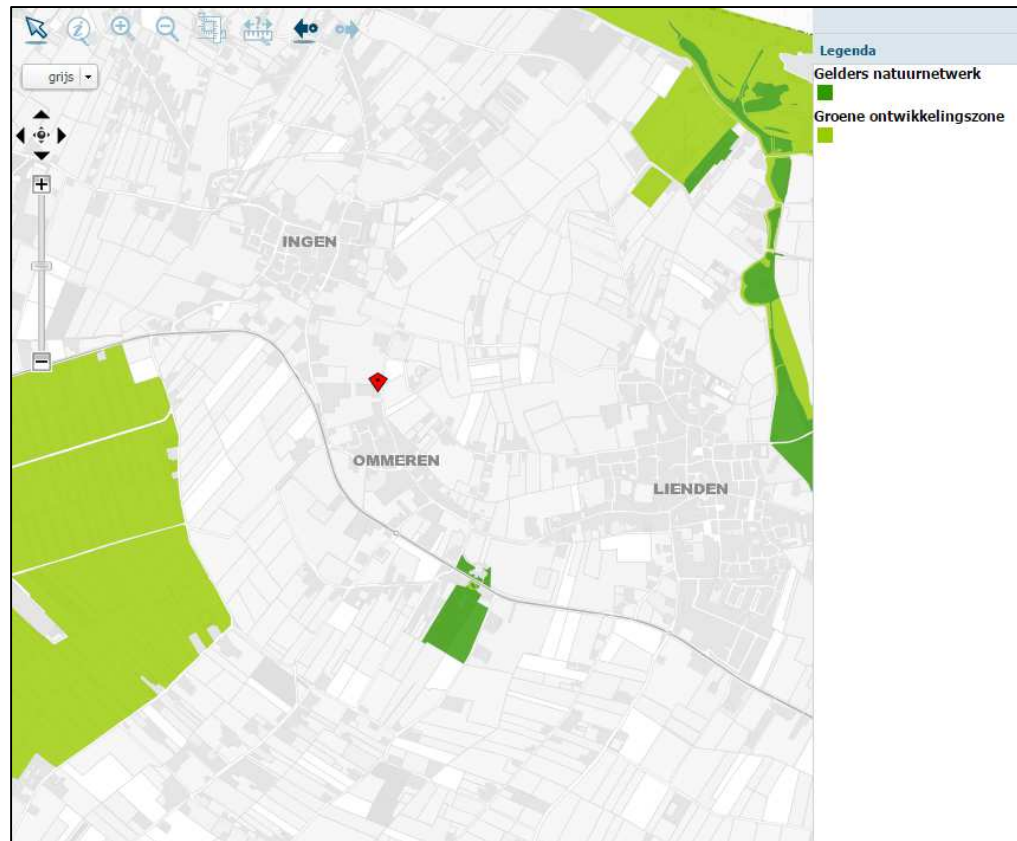 grijs
Legenda
Gelders natuurnetwerk
Groene ontwikkelingszone
INGEN
OMMEREN
LIENDEN